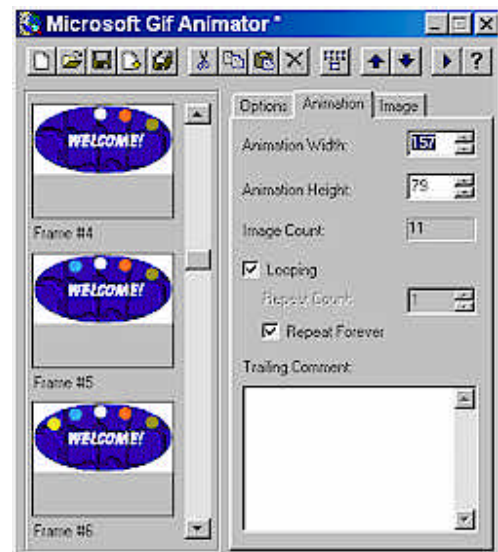 Microsoft Gif Animator *
WELCOME!
Frame #4
WELCOME!
Frame #5
WELCOME!
Frame #6
Options Animation Image
Animation Width: 157
Animation Height: 79
Image Count: 11
Looping
Repeat Count: 1
Repeat Forever
Trailing Comment: